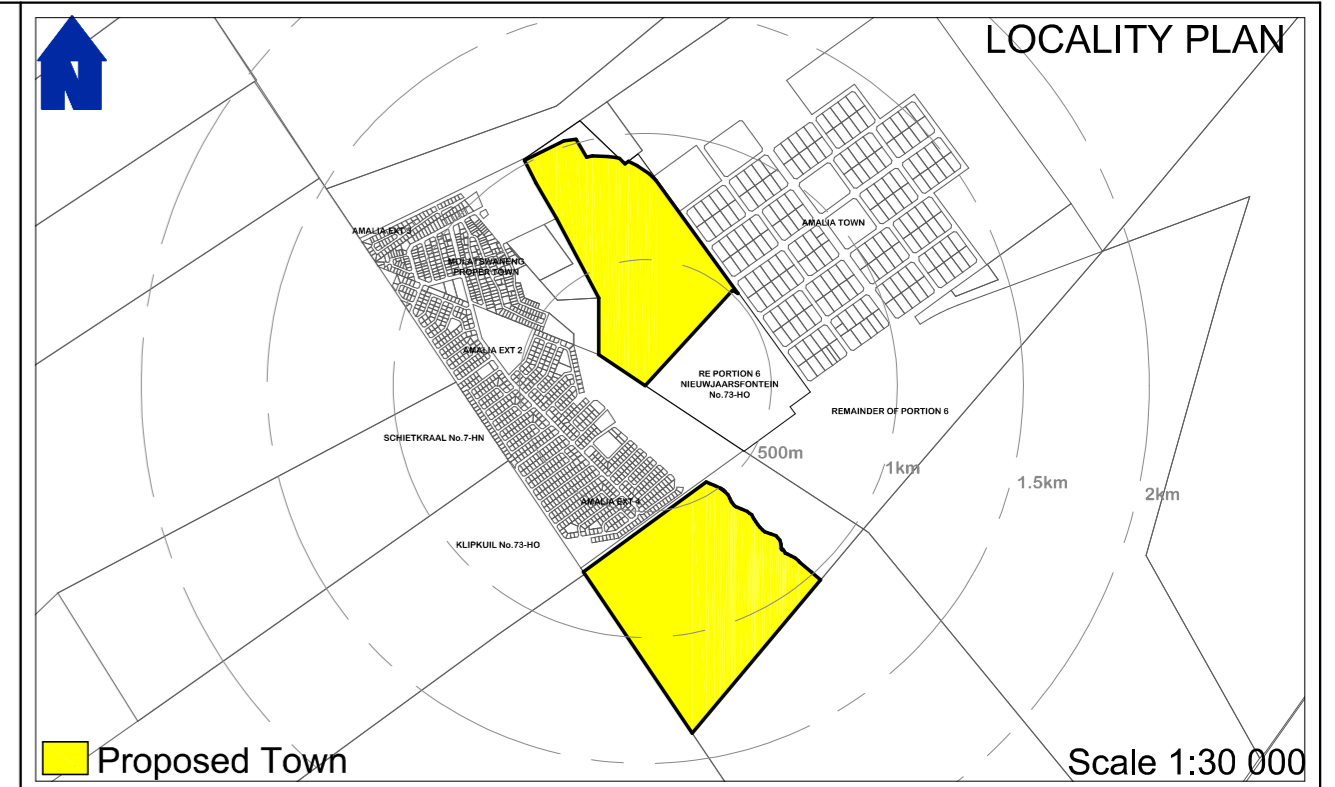 LOCALITY PLAN
N
AMALIA TOWN
AMALIA EXT 3
MOLATSWANENG
PROPER TOWN
AMALIA EXT 2
RE PORTION 6
NIEUWJAARSFONTEIN
No.73-HO
REMAINDER OF PORTION 6
SCHIETKRAAL No.7-HN
500m
1km
1.5km
2km
AMALIA EXT 4
KLIPKUIL No.73-HO
Proposed Town
Scale 1:30 000